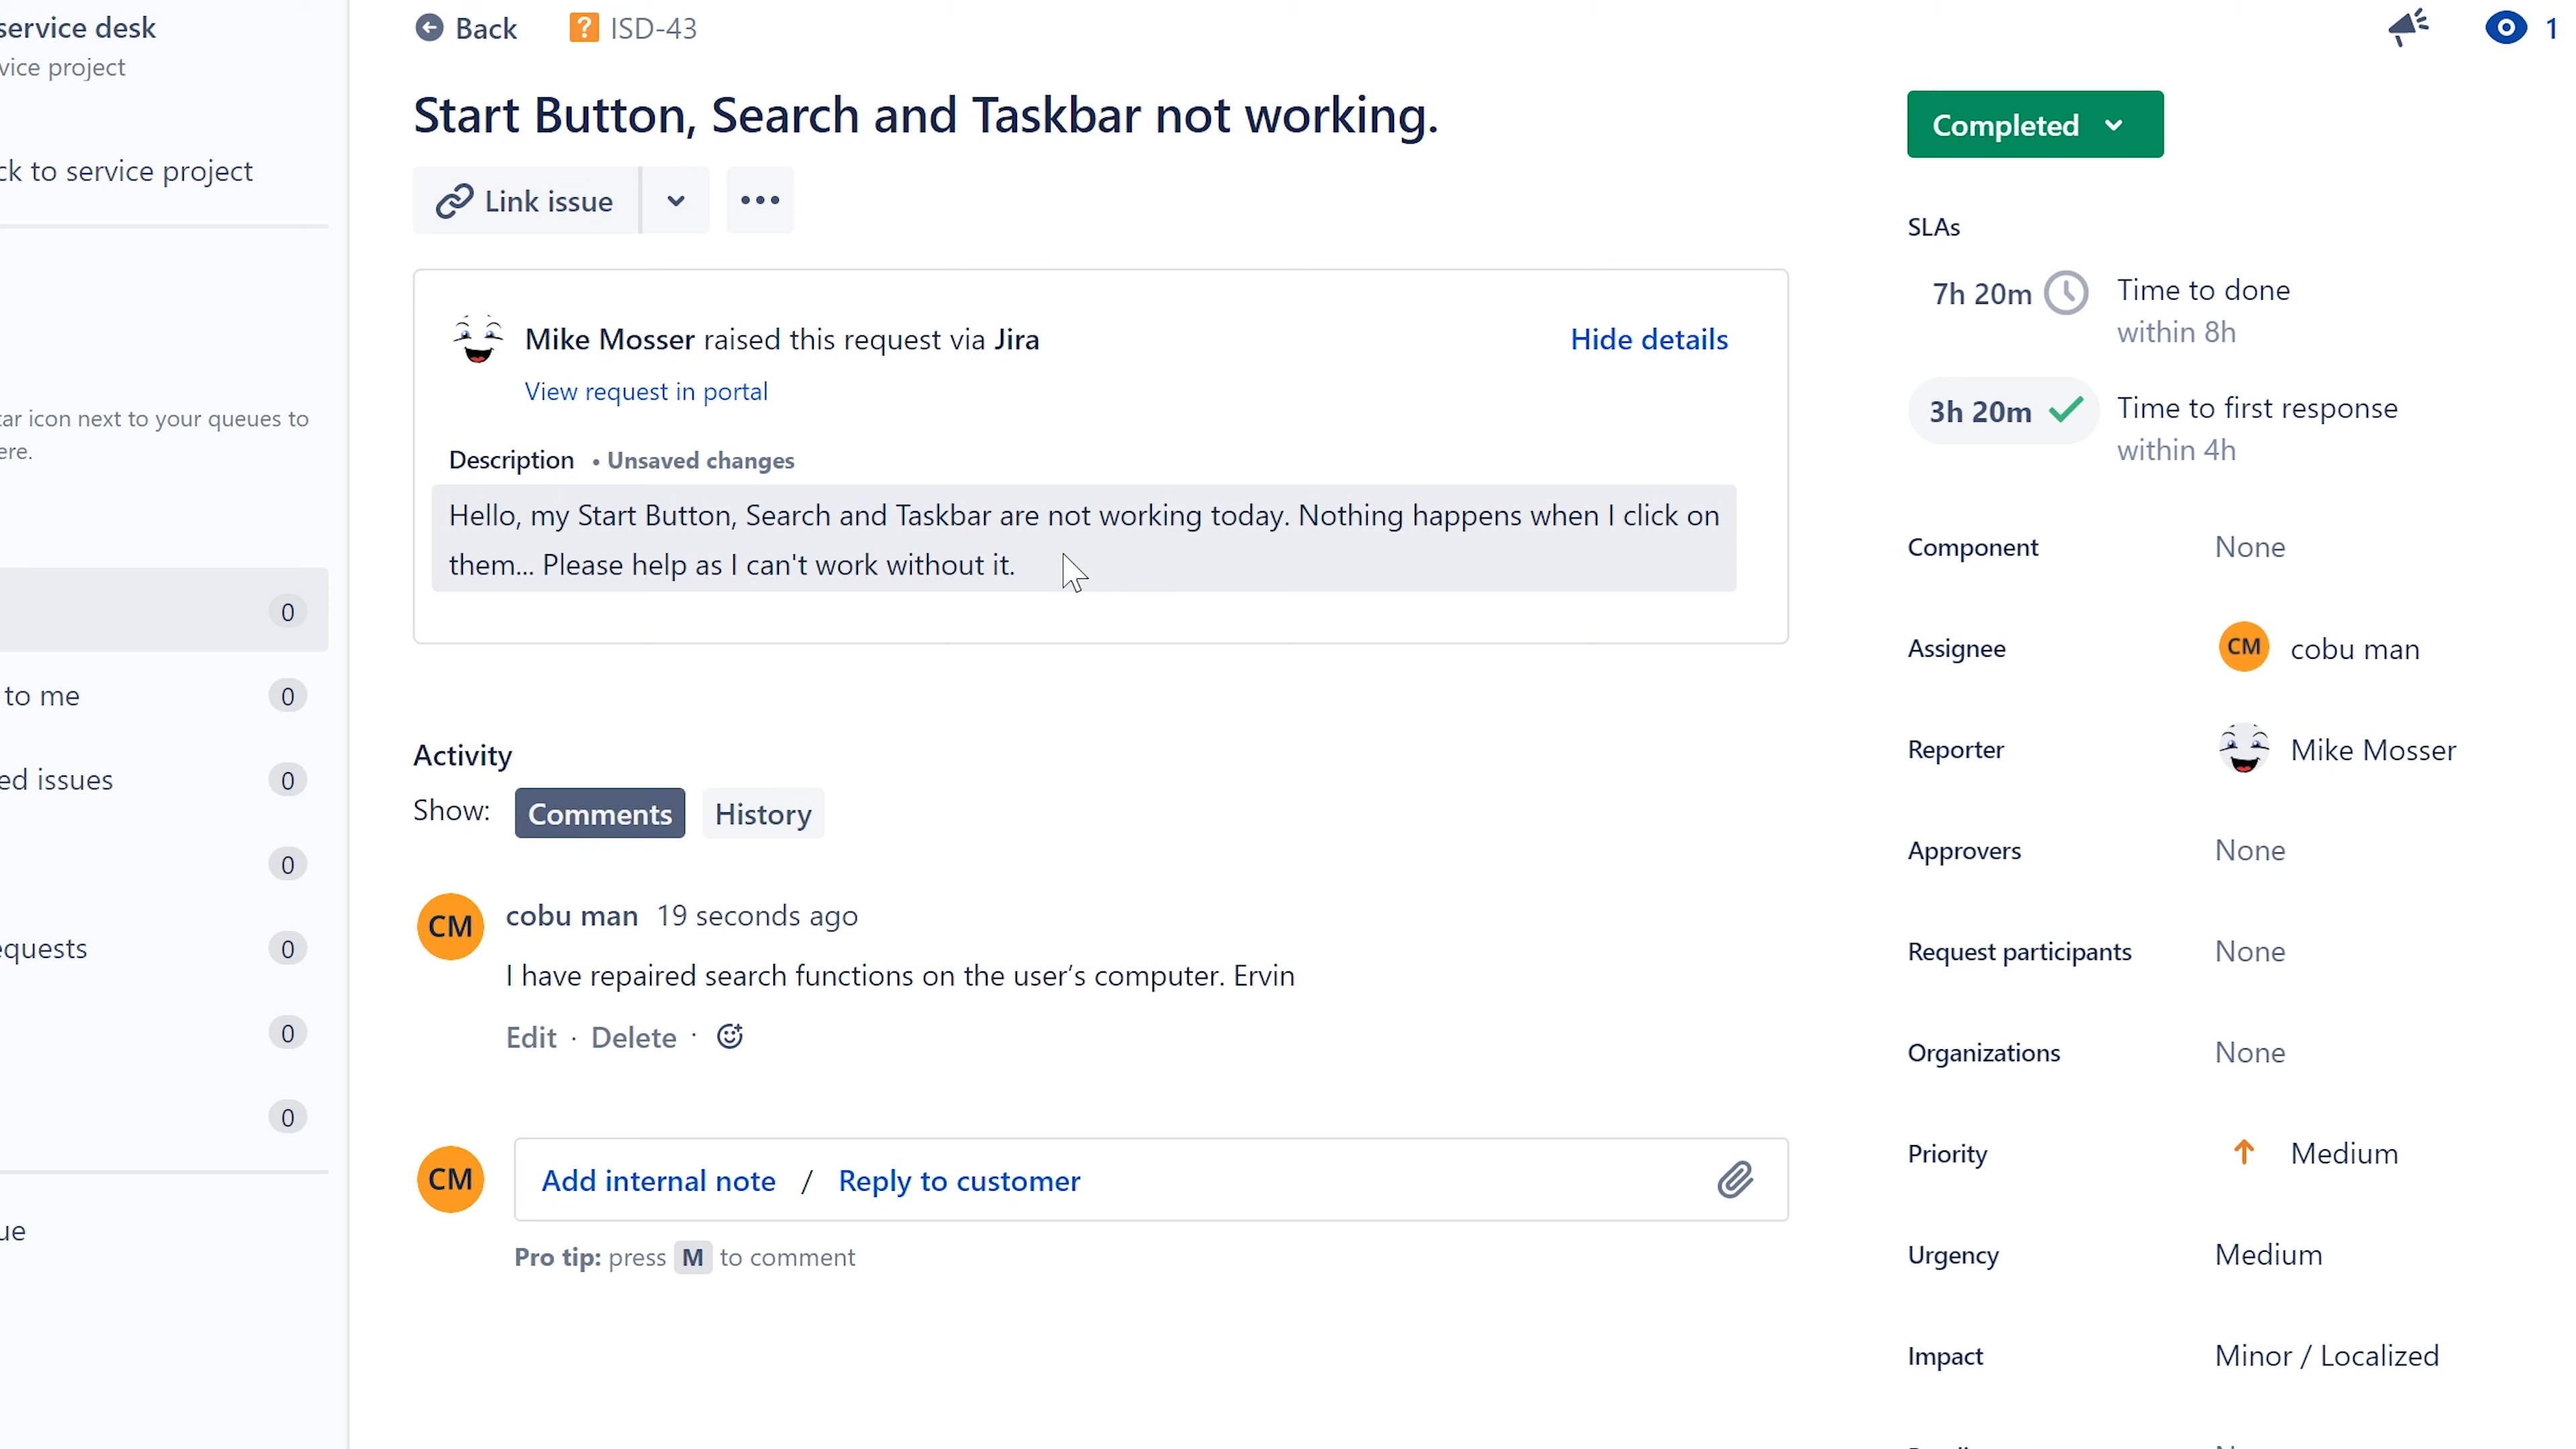 service desk
vice project
ck to service project
ar icon next to your queues to
ere.
0
to me 0
ed issues 0
0
equests 0
0
0
ue
Back ISD-43
1
Start Button, Search and Taskbar not working.
Link issue
Mike Mosser raised this request via Jira
Hide details
View request in portal
Description • Unsaved changes
Hello, my Start Button, Search and Taskbar are not working today. Nothing happens when I click on
them... Please help as I can't work without it.
Activity
Show: Comments History
CM cobu man 19 seconds ago
I have repaired search functions on the user's computer. Ervin
Edit · Delete ·
CM Add internal note / Reply to customer
Pro tip: press M to comment
Completed
SLAs
7h 20m Time to done
within 8h
3h 20m Time to first response
within 4h
Component None
Assignee CM cobu man
Reporter Mike Mosser
Approvers None
Request participants None
Organizations None
Priority Medium
Urgency Medium
Impact Minor / Localized